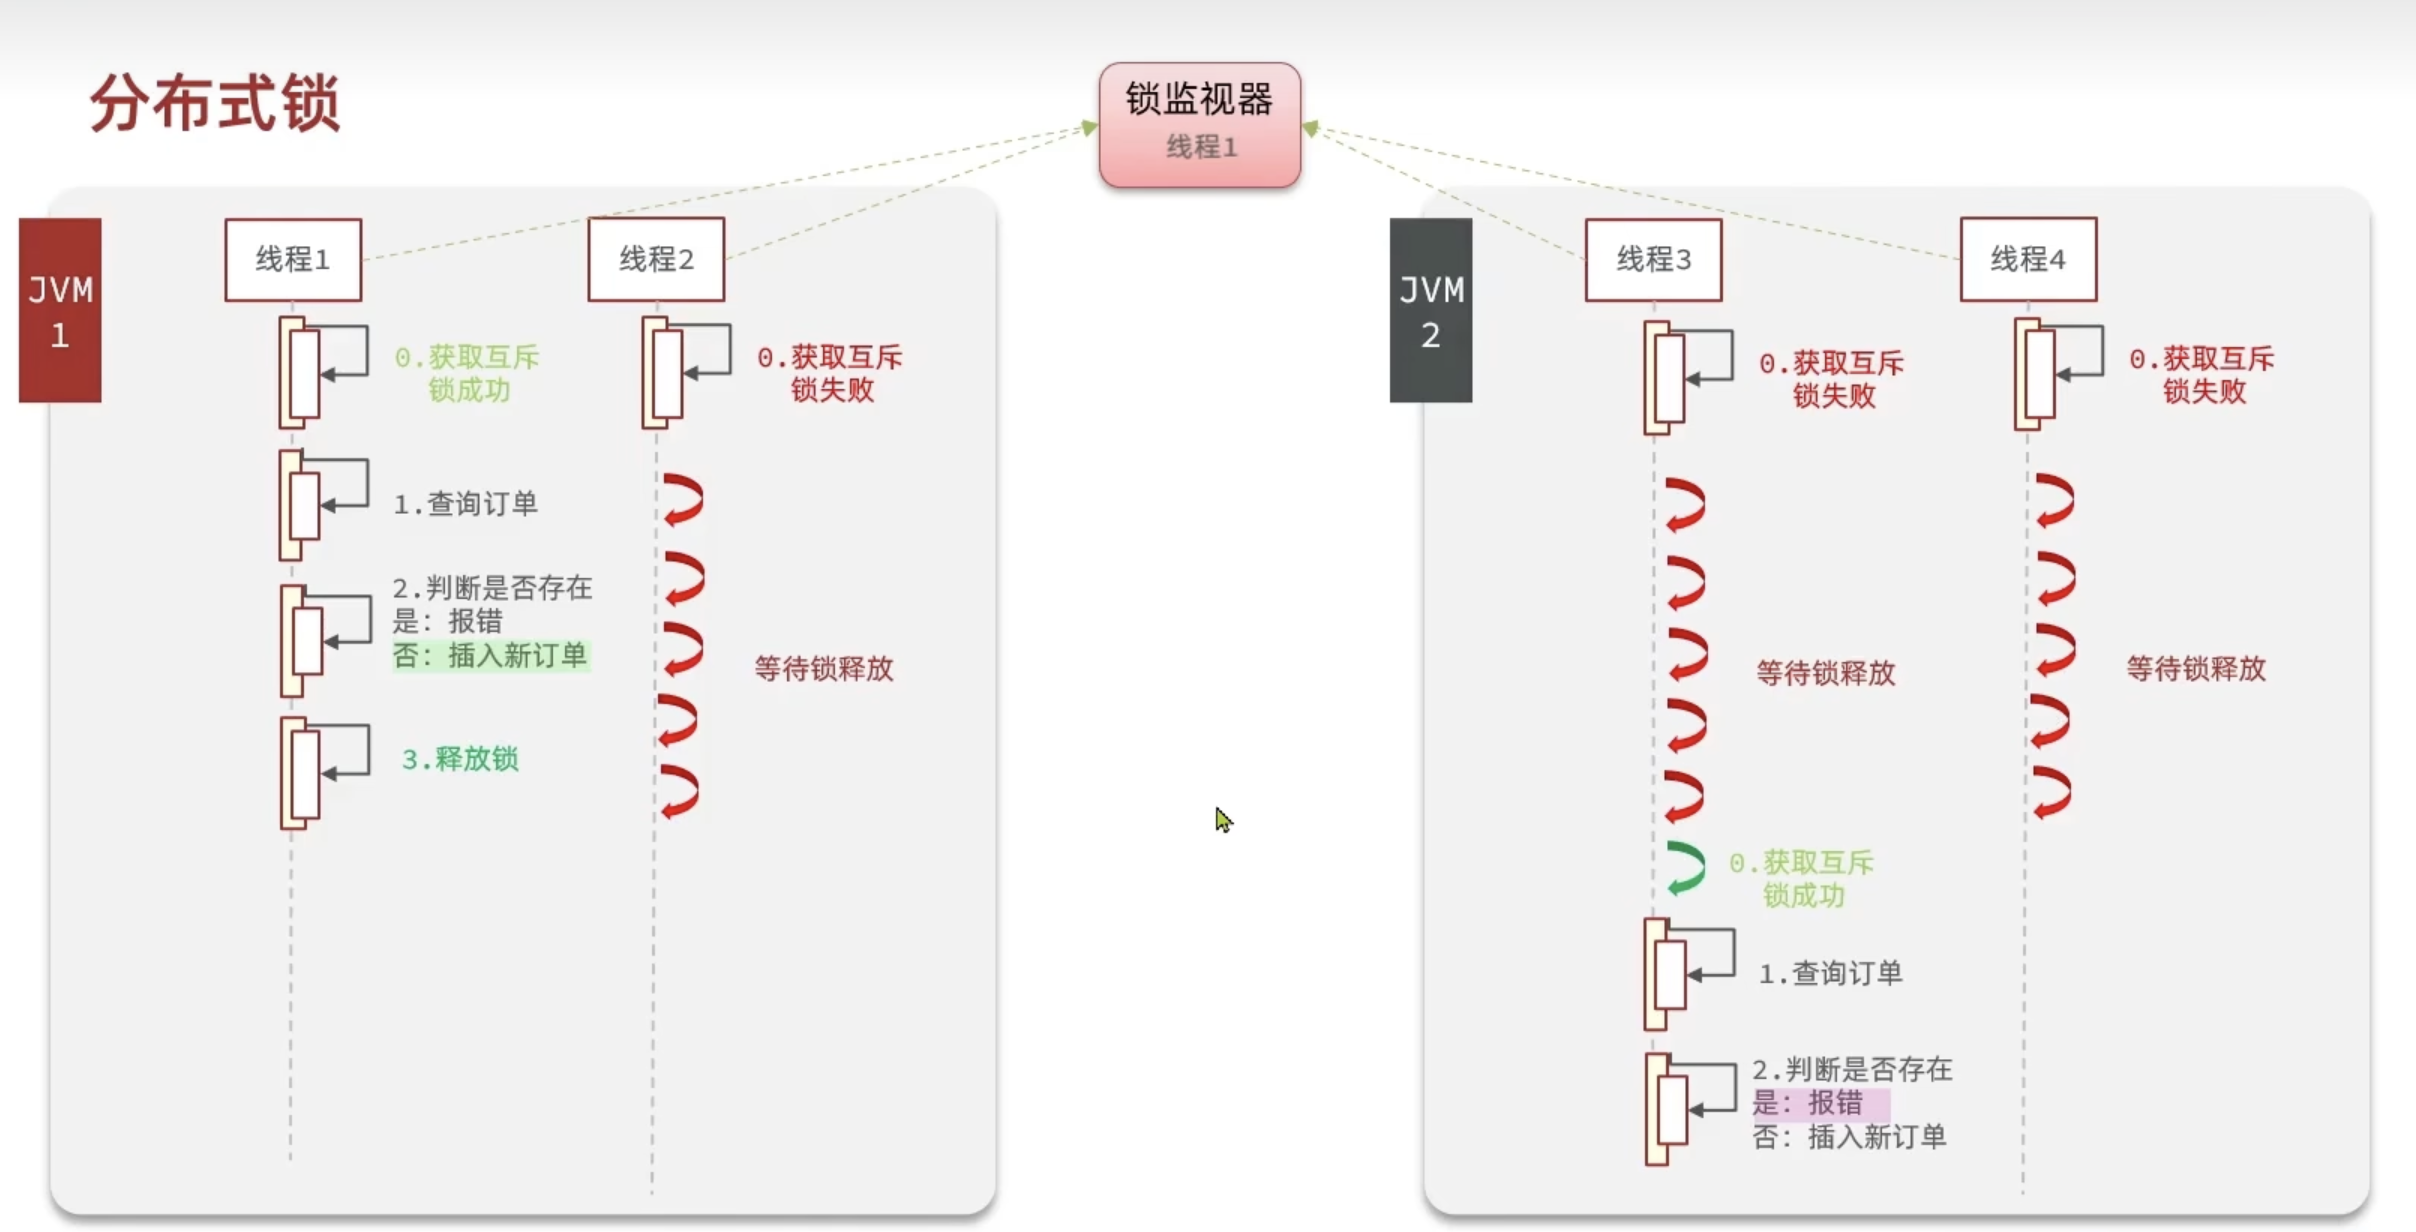 分布式锁
锁监视器
线程1
JVM
1
线程1
0.获取互斥
锁成功
1.查询订单
2.判断是否存在
是：报错
否：插入新订单
3.释放锁
线程2
0.获取互斥
锁失败
等待锁释放
JVM
2
线程3
0.获取互斥
锁失败
等待锁释放
0.获取互斥
锁成功
1.查询订单
2.判断是否存在
是：报错
否：插入新订单
线程4
0.获取互斥
锁失败
等待锁释放